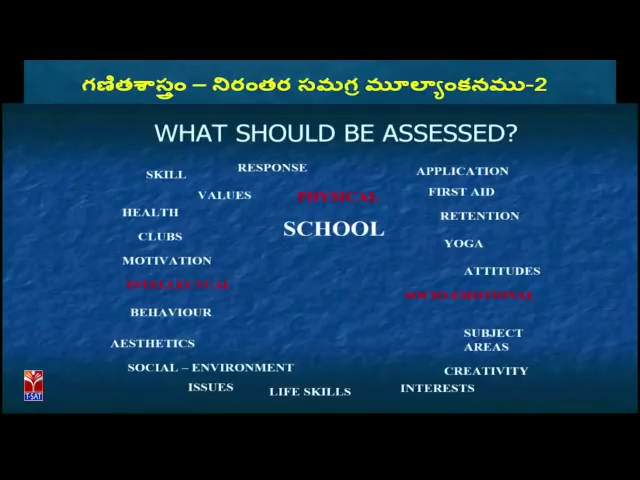 గణితశాస్త్రం – నిరంతర సమగ్ర మూల్యాంకనము-2
WHAT SHOULD BE ASSESSED?
SKILL
RESPONSE
APPLICATION
VALUES
PHYSICAL
FIRST AID
HEALTH
RETENTION
CLUBS
SCHOOL
YOGA
MOTIVATION
ATTITUDES
INTELLECTUAL
SOCIO-EMOTIONAL
BEHAVIOUR
SUBJECT
AREAS
AESTHETICS
SOCIAL – ENVIRONMENT
ISSUES
LIFE SKILLS
CREATIVITY
INTERESTS
T-SAT